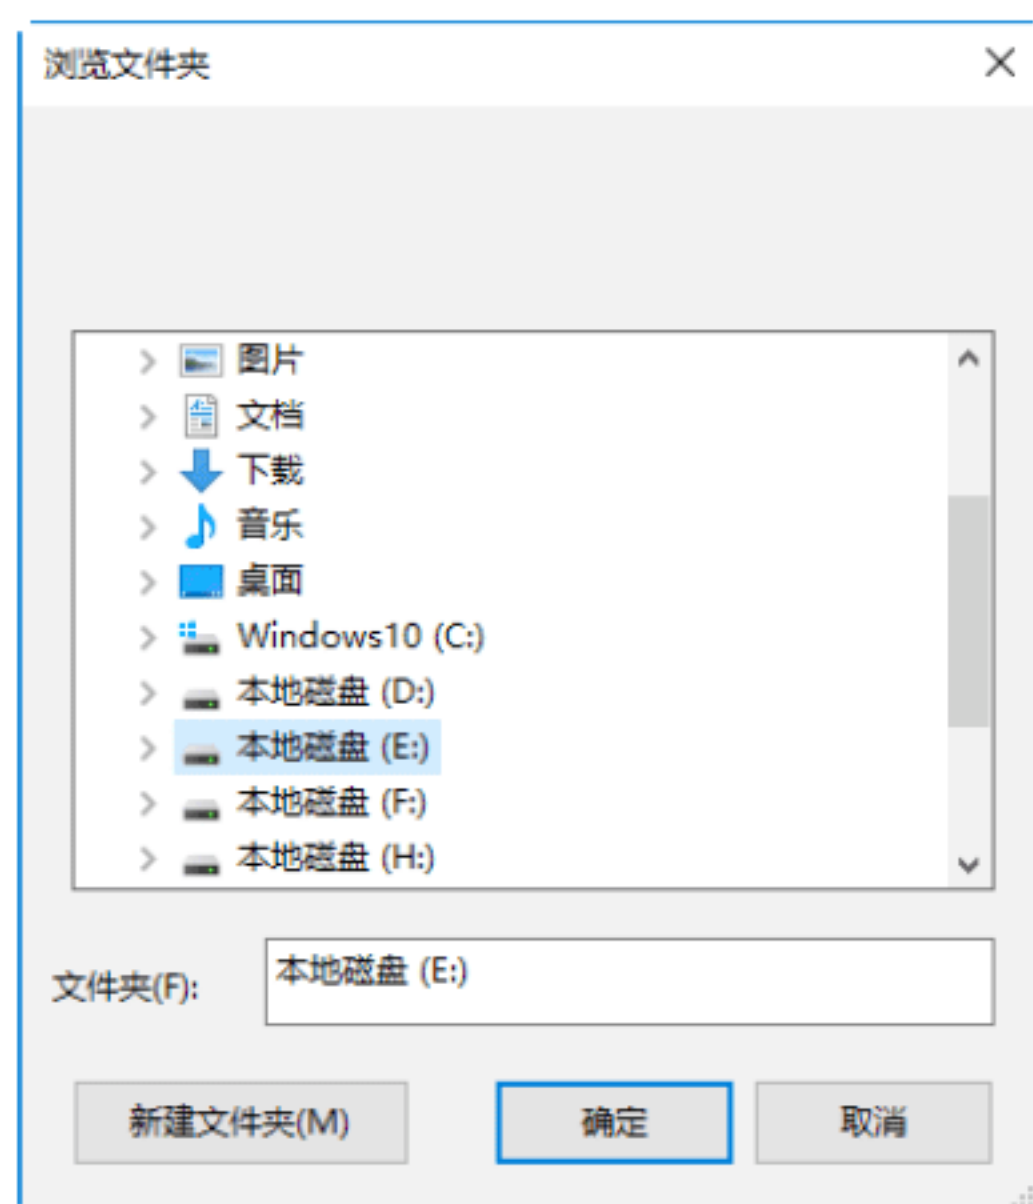 浏览文件夹
图片
文档
下载
音乐
桌面
Windows10 (C:)
本地磁盘 (D:)
本地磁盘 (E:)
本地磁盘 (F:)
本地磁盘 (H:)
文件夹(F): 本地磁盘 (E:)
新建文件夹(M) 确定 取消